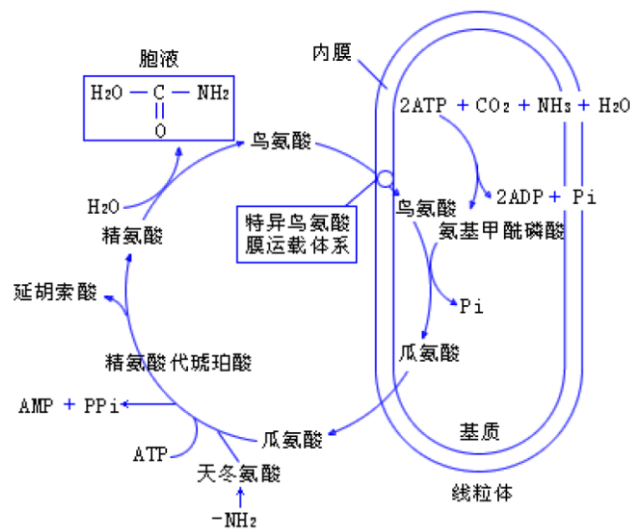 胞液
H2O — C — NH2
O
内膜
2ATP + CO2 + NH3 + H2O
鸟氨酸
H2O
精氨酸
特异鸟氨酸
膜运载体系
鸟氨酸
2ADP + Pi
氨基甲酰磷酸
延胡索酸
Pi
精氨酸代琥珀酸
瓜氨酸
AMP + PPi
ATP
瓜氨酸
基质
天冬氨酸
线粒体
-NH2